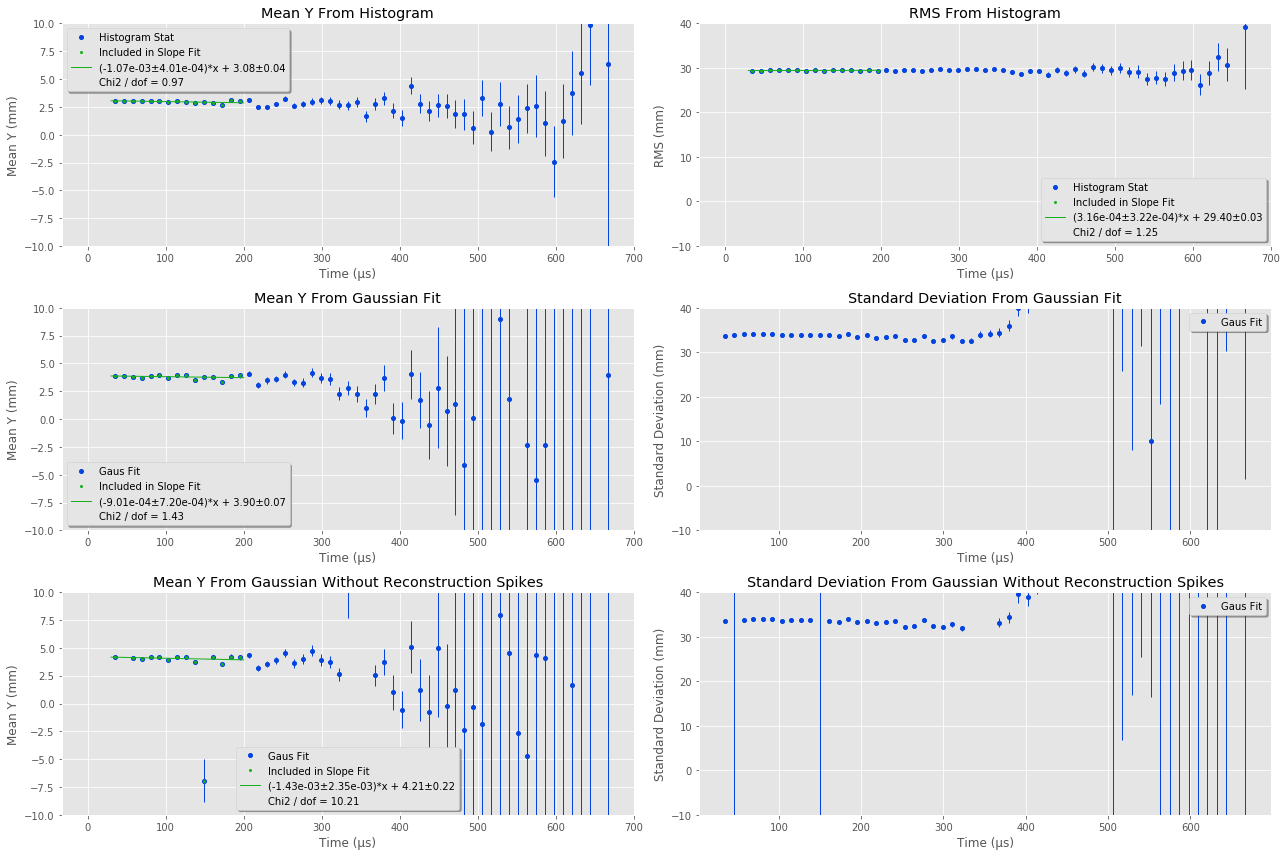 Mean Y From Histogram
10.0
7.5
5.0
2.5
0.0
−2.5
−5.0
−7.5
−10.0
Mean Y (mm)
Histogram Stat
Included in Slope Fit
(-1.07e-03±4.01e-04)*x + 3.08±0.04
Chi2 / dof = 0.97
0 100 200 300 400 500 600 700
Time (μs)
RMS From Histogram
40
30
20
10
0
−10
RMS (mm)
Histogram Stat
Included in Slope Fit
(3.16e-04±3.22e-04)*x + 29.40±0.03
Chi2 / dof = 1.25
0 100 200 300 400 500 600 700
Time (μs)
Mean Y From Gaussian Fit
10.0
7.5
5.0
2.5
0.0
−2.5
−5.0
−7.5
−10.0
Mean Y (mm)
Gaus Fit
Included in Slope Fit
(-9.01e-04±7.20e-04)*x + 3.90±0.07
Chi2 / dof = 1.43
0 100 200 300 400 500 600 700
Time (μs)
Standard Deviation From Gaussian Fit
40
30
20
10
0
−10
Standard Deviation (mm)
Gaus Fit
100 200 300 400 500 600
Time (μs)
Mean Y From Gaussian Without Reconstruction Spikes
10.0
7.5
5.0
2.5
0.0
−2.5
−5.0
−7.5
−10.0
Mean Y (mm)
Gaus Fit
Included in Slope Fit
(-1.43e-03±2.35e-03)*x + 4.21±0.22
Chi2 / dof = 10.21
0 100 200 300 400 500 600 700
Time (μs)
Standard Deviation From Gaussian Without Reconstruction Spikes
40
30
20
10
0
−10
Standard Deviation (mm)
Gaus Fit
100 200 300 400 500 600
Time (μs)